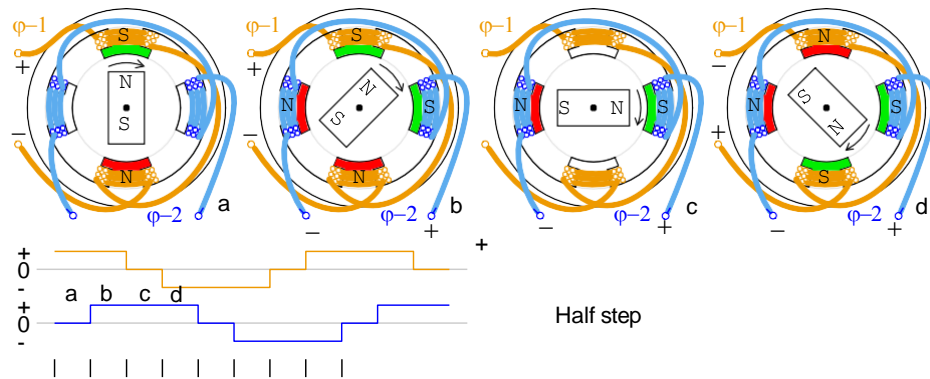 φ-1 φ-1 φ-1 φ-1
S S S N
+ + - 
N N S N S N S N S N S
S S
- - +
N N S
φ-2 a φ-2 b φ-2 c φ-2 d
- + - +
+ +
0
-
a b c d
+
0
-
Half step